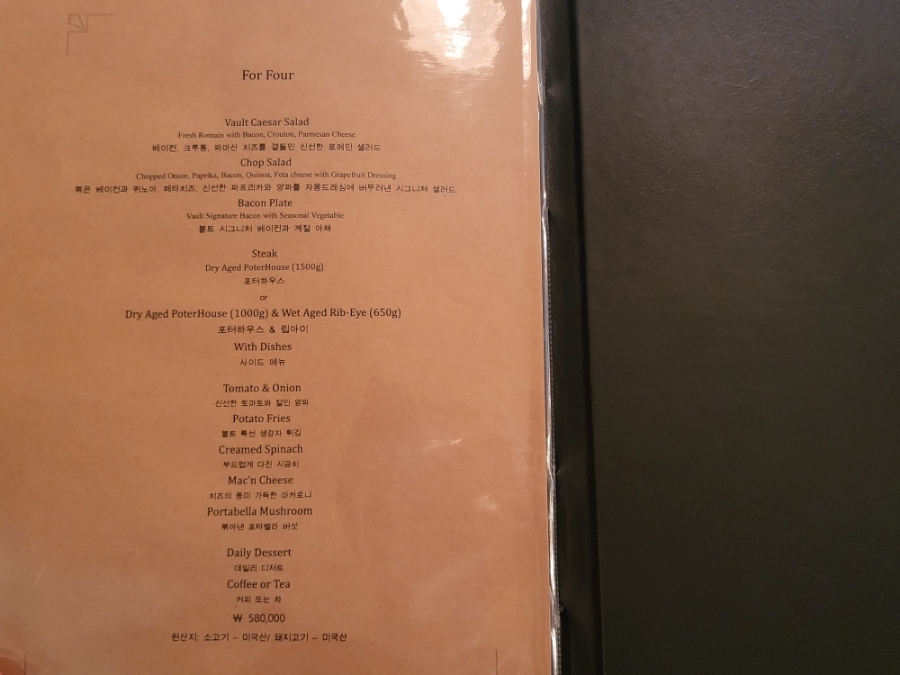 For Four
Vault Caesar Salad
Fresh Romain with Bacon, Crouton, Parmesan Cheese
베이컨, 크루통, 파마산 치즈를 곁들인 신선한 로메인 샐러드
Chop Salad
Chopped Onion, Paprika, Bacon, Quinoa, Feta cheese with Grapefruit Dressing
볶은 베이컨과 퀴노아, 페타치즈, 신선한 파프리카와 양파를 자몽드레싱에 버무려낸 시그니처 샐러드
Bacon Plate
Vault Signature Bacon with Seasonal Vegetable
볼트 시그니처 베이컨과 계절 야채
Steak
Dry Aged PoterHouse (1500g)
포터하우스
or
Dry Aged PoterHouse (1000g) & Wet Aged Rib-Eye (650g)
포터하우스 & 립아이
With Dishes
사이드 메뉴
Tomato & Onion
신선한 토마토와 절인 양파
Potato Fries
볼트 특선 생감자 튀김
Creamed Spinach
부드럽게 다진 시금치
Mac'n Cheese
치즈의 풍미 가득한 마카로니
Portabella Mushroom
볶아낸 포타벨라 버섯
Daily Dessert
데일리 디저트
Coffee or Tea
커피 또는 차
₩ 580,000
원산지: 소고기 – 미국산/ 돼지고기 – 미국산